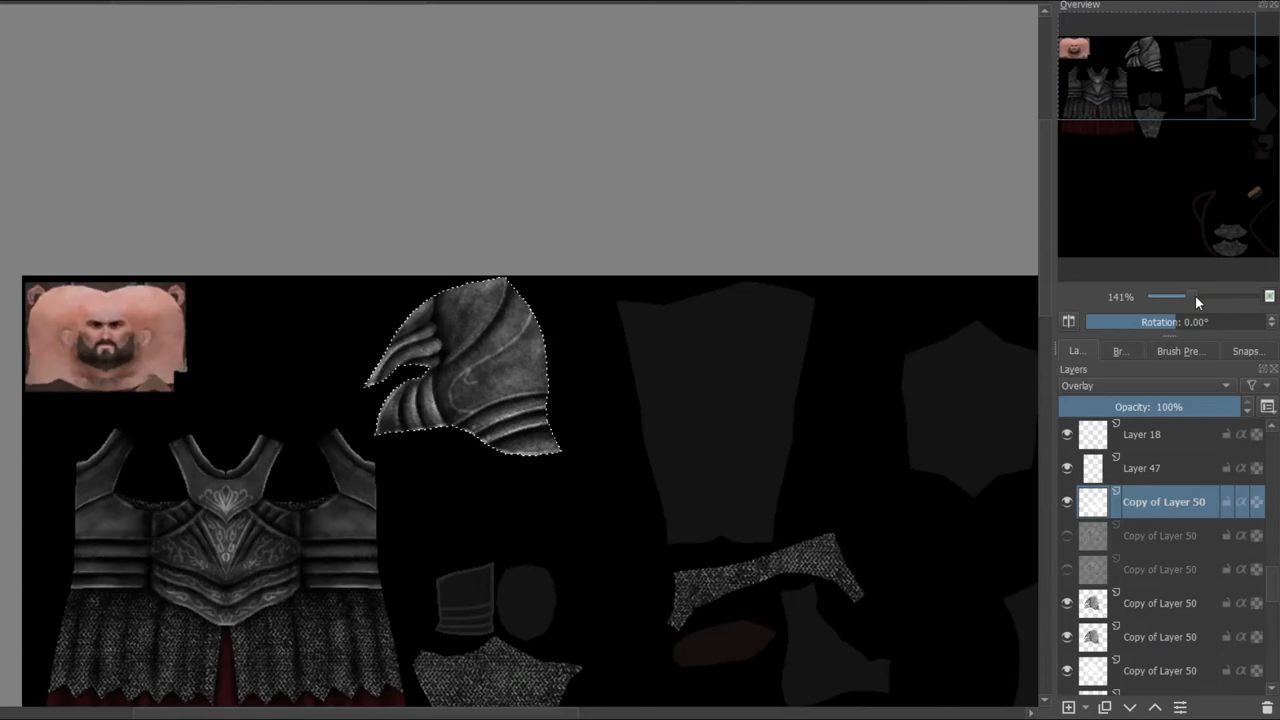 Overview
141%
Rotation: 0.00°
La...
Br...
Brush Pre...
Snaps...
Layers
Overlay
Opacity: 100%
Layer 18
Layer 47
Copy of Layer 50
Copy of Layer 50
Copy of Layer 50
Copy of Layer 50
Copy of Layer 50
Copy of Layer 50